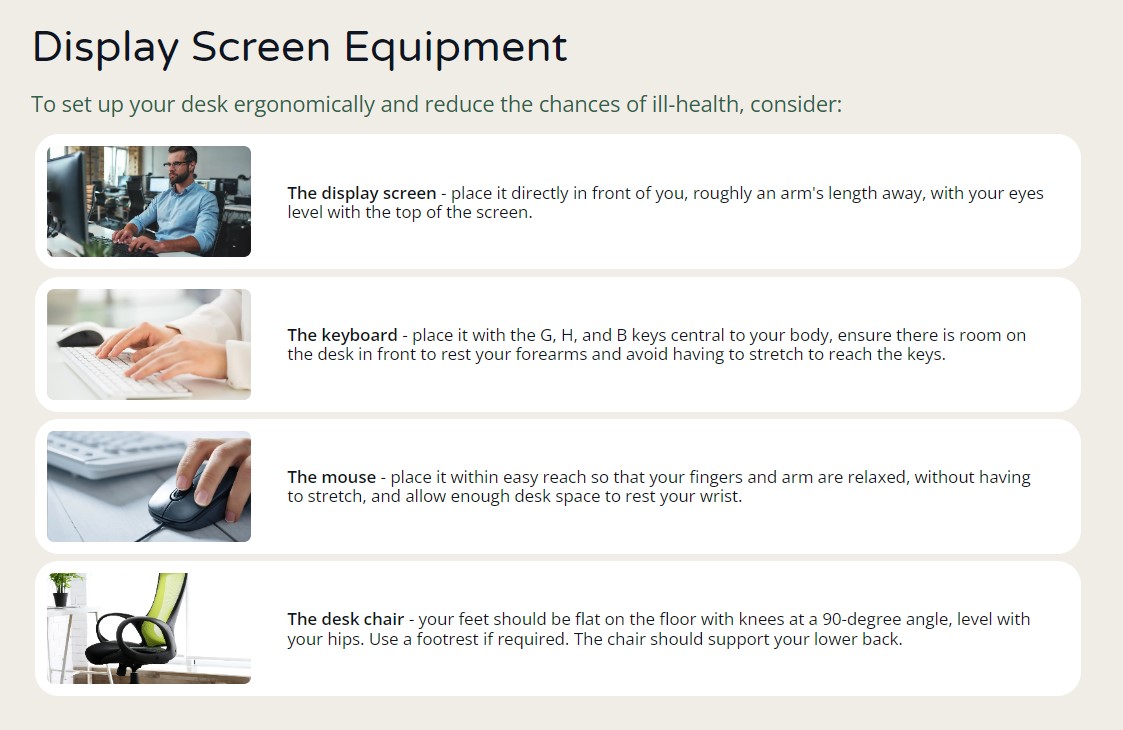 Display Screen Equipment
To set up your desk ergonomically and reduce the chances of ill-health, consider:
The display screen - place it directly in front of you, roughly an arm's length away, with your eyes
level with the top of the screen.
The keyboard - place it with the G, H, and B keys central to your body, ensure there is room on
the desk in front to rest your forearms and avoid having to stretch to reach the keys.
The mouse - place it within easy reach so that your fingers and arm are relaxed, without having
to stretch, and allow enough desk space to rest your wrist.
The desk chair - your feet should be flat on the floor with knees at a 90-degree angle, level with
your hips. Use a footrest if required. The chair should support your lower back.